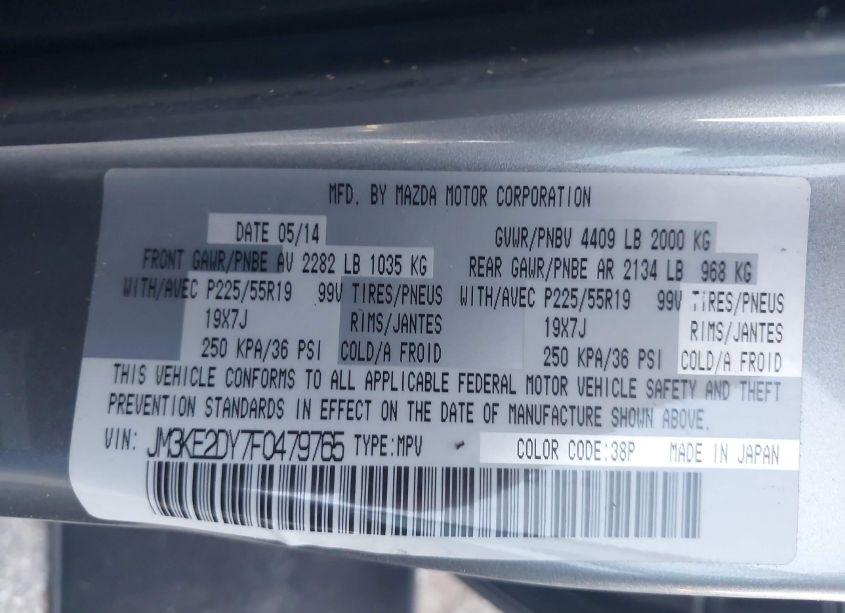 MFD. BY MAZDA MOTOR CORPORATION
DATE 05/14 GVWR/PNBV 4409 LB 2000 KG
FRONT GAWR/PNBE AV 2282 LB 1035 KG REAR GAWR/PNBE AR 2134 LB 968 KG
WITH/AVEC P225/55R19 99V TIRES/PNEUS WITH/AVEC P225/55R19 99V TIRES/PNEUS
19X7J RIMS/JANTES 19X7J RIMS/JANTES
250 KPA/36 PSI COLD/A FROID 250 KPA/36 PSI COLD/A FROID
THIS VEHICLE CONFORMS TO ALL APPLICABLE FEDERAL MOTOR VEHICLE SAFETY AND THEFT
PREVENTION STANDARDS IN EFFECT ON THE DATE OF MANUFACTURE SHOWN ABOVE.
VIN: JM3KE2DY7F0479765 TYPE:MPV COLOR CODE:38P MADE IN JAPAN